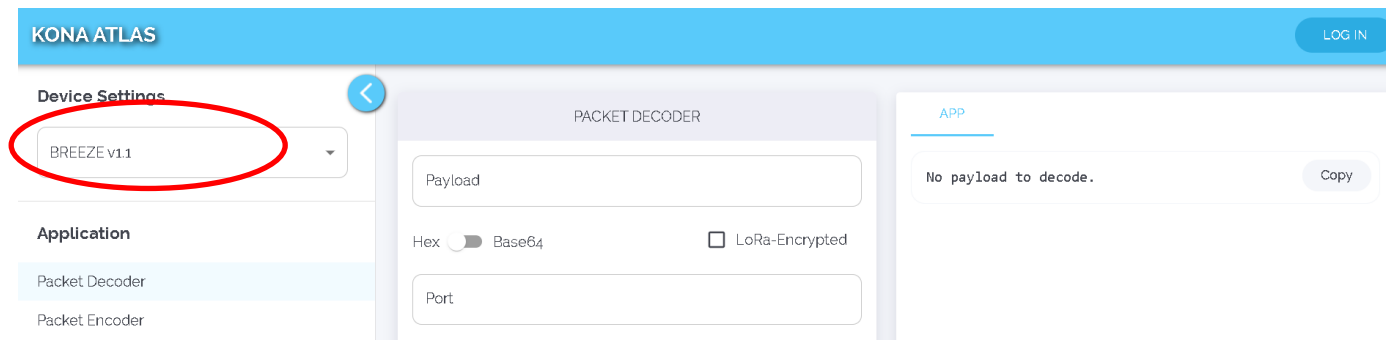 KONA ATLAS
LOG IN
Device Settings
BREEZE v1.1
Application
Packet Decoder
Packet Encoder
PACKET DECODER
Payload
Hex Base64 LoRa-Encrypted
Port
APP
No payload to decode. Copy